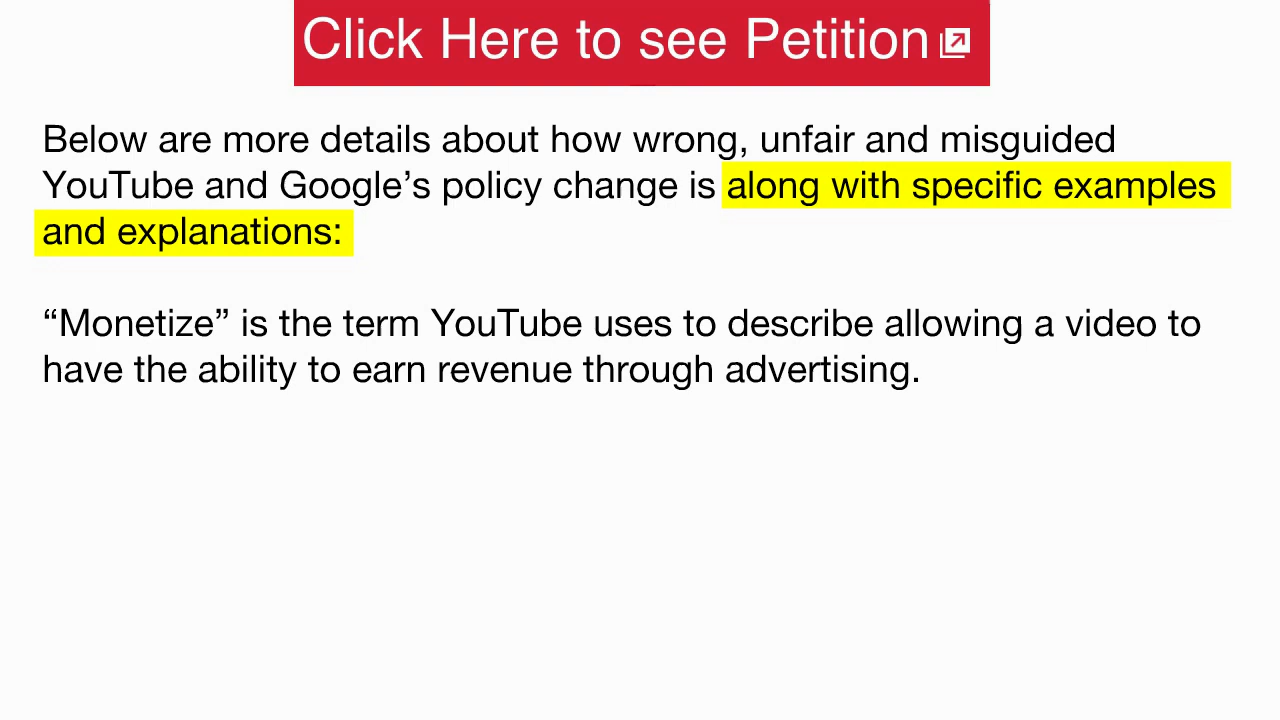 Click Here to see Petition
Below are more details about how wrong, unfair and misguided
YouTube and Google’s policy change is along with specific examples
and explanations:
“Monetize” is the term YouTube uses to describe allowing a video to
have the ability to earn revenue through advertising.